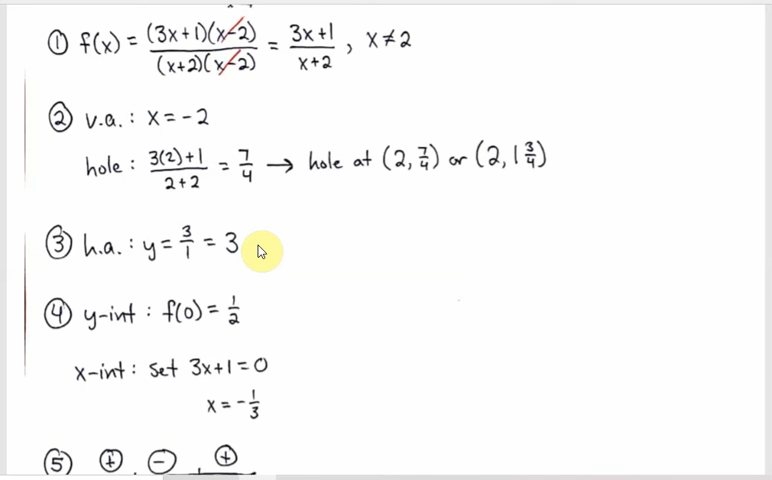 ① f(x) = (3x+1)(x-2) / (x+2)(x-2) = 3x+1 / x+2 , x≠2
② v.a.: x = -2
hole: 3(2)+1 / 2+2 = 7/4 → hole at (2, 7/4) or (2, 1 3/4)
③ h.a.: y = 3/1 = 3
④ y-int: f(0) = 1/2
x-int: set 3x+1=0
x = -1/3
⑤ ⊕ ⊖ ⊕